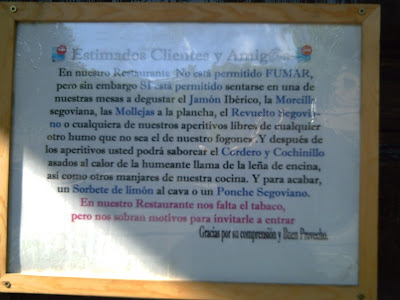 Estimados Clientes y Amig@s
En nuestro Restaurante No está permitido FUMAR,
pero sin embargo SI está permitido sentarse en una de
nuestras mesas a degustar el Jamón Ibérico, la Morcilla
segoviana, las Mollejas a la plancha, el Revuelto Segovia-
no o cualquiera de nuestros aperitivos libres de cualquier
otro humo que no sea el de nuestro fogones .Y después de
los aperitivos usted podrá saborear el Cordero y Cochinillo
asados al calor de la humeante llama de la leña de encina,
así como otros manjares de nuestra cocina. Y para acabar,
un Sorbete de limón al cava o un Ponche Segoviano.
En nuestro Restaurante nos falta el tabaco,
pero nos sobran motivos para invitarle a entrar
Gracias por su comprensión y Buen Provecho.